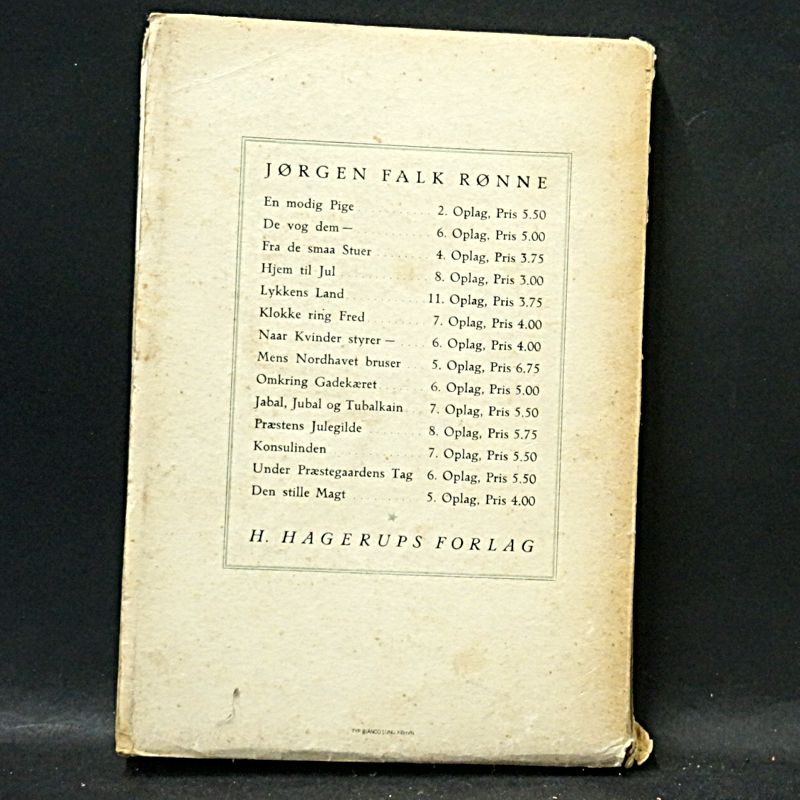 JØRGEN FALK RØNNE
En modig Pige 2. Oplag, Pris 5.50
De vog dem — 6. Oplag, Pris 5.00
Fra de smaa Stuer 4. Oplag, Pris 3.75
Hjem til Jul 8. Oplag, Pris 3.00
Lykkens Land 11. Oplag, Pris 3.75
Klokke ring Fred 7. Oplag, Pris 4.00
Naar Kvinder styrer — 6. Oplag, Pris 4.00
Mens Nordhavet bruser 5. Oplag, Pris 6.75
Omkring Gadekæret 6. Oplag, Pris 5.00
Jabal, Jubal og Tubalkain 7. Oplag, Pris 5.50
Præstens Julegilde 8. Oplag, Pris 5.75
Konsulinden 7. Oplag, Pris 5.50
Under Præstegaardens Tag 6. Oplag, Pris 5.50
Den stille Magt 5. Oplag, Pris 4.00
H. HAGERUPS FORLAG
BIANCO LUNO